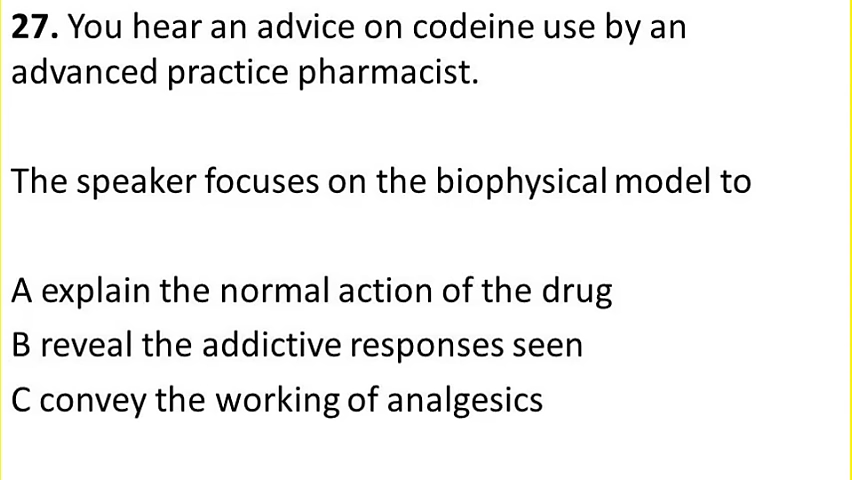 27. You hear an advice on codeine use by an
advanced practice pharmacist.
The speaker focuses on the biophysical model to
A explain the normal action of the drug
B reveal the addictive responses seen
C convey the working of analgesics